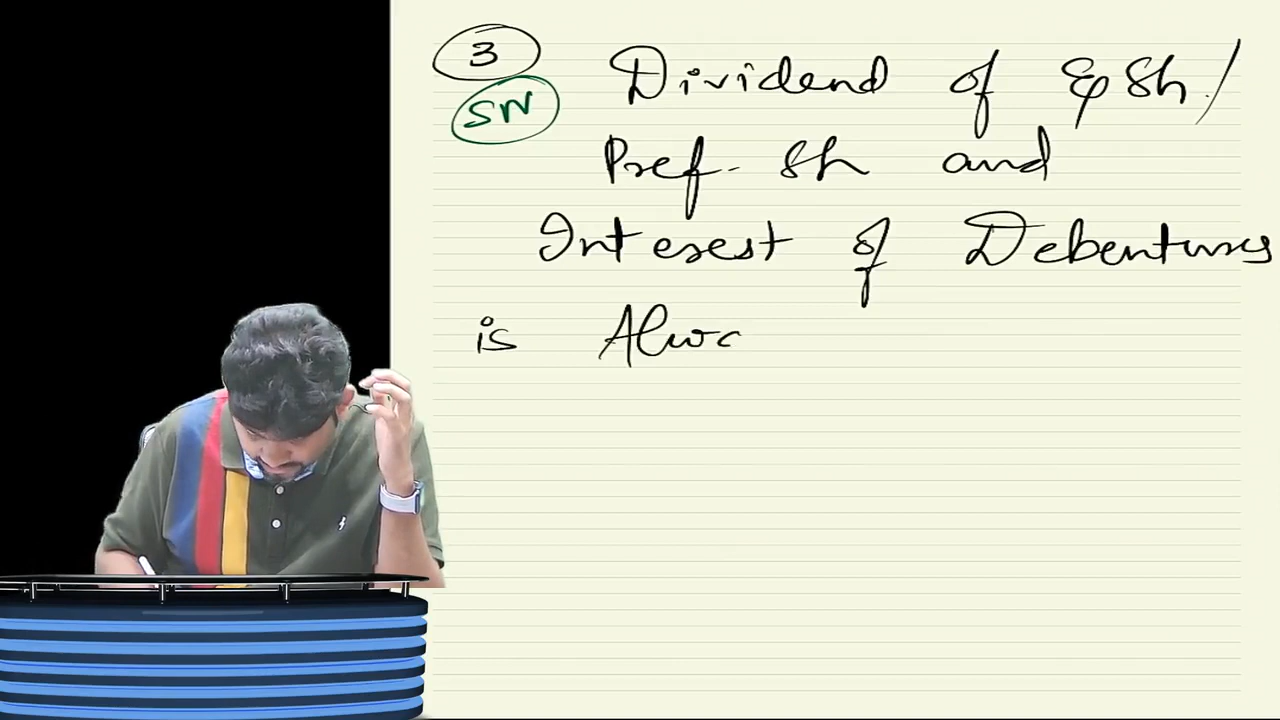 3
SN
Dividend of Eq Sh /
Pref. Sh and
Interest of Debentures
is Alwa